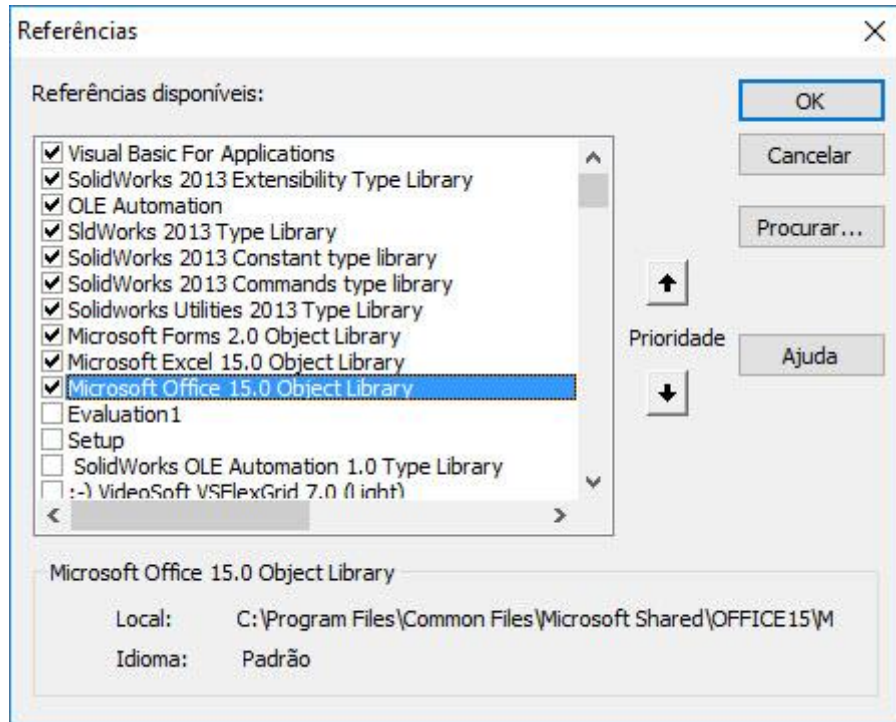 Referências
Referências disponíveis:
OK
Cancelar
Procurar...
Ajuda
Visual Basic For Applications
SolidWorks 2013 Extensibility Type Library
OLE Automation
SldWorks 2013 Type Library
SolidWorks 2013 Constant type library
SolidWorks 2013 Commands type library
Solidworks Utilities 2013 Type Library
Microsoft Forms 2.0 Object Library
Microsoft Excel 15.0 Object Library
Microsoft Office 15.0 Object Library
Evaluation1
Setup
SolidWorks OLE Automation 1.0 Type Library
:-) VideoSoft VSFlexGrid 7.0 (Light)
Prioridade
Microsoft Office 15.0 Object Library
Local: C:\Program Files\Common Files\Microsoft Shared\OFFICE15\M
Idioma: Padrão